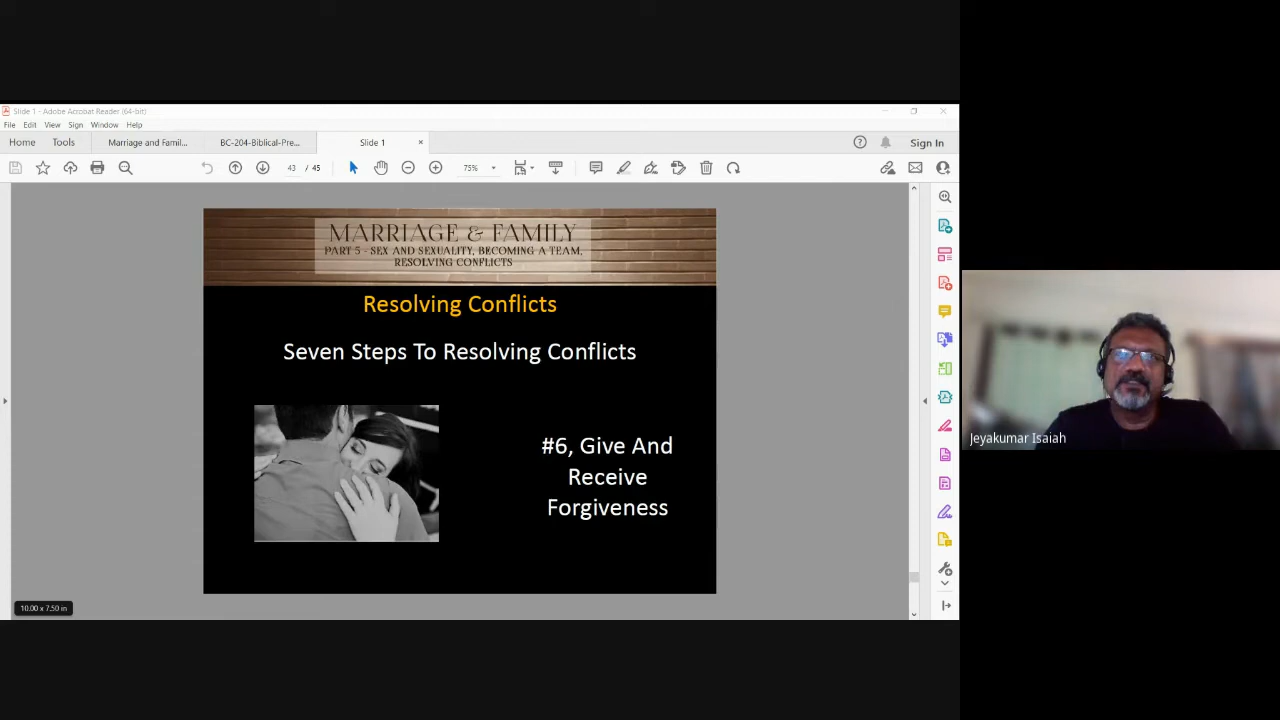 Slide 1 - Adobe Acrobat Reader (64-bit)
File Edit View Sign Window Help
Home Tools Marriage and Famil... BC-204-Biblical-Pre... Slide 1 × Sign In
43 / 45 75%
MARRIAGE & FAMILY
PART 5 - SEX AND SEXUALITY, BECOMING A TEAM,
RESOLVING CONFLICTS
Resolving Conflicts
Seven Steps To Resolving Conflicts
#6, Give And
Receive
Forgiveness
10.00 x 7.50 in
Jeyakumar Isaiah